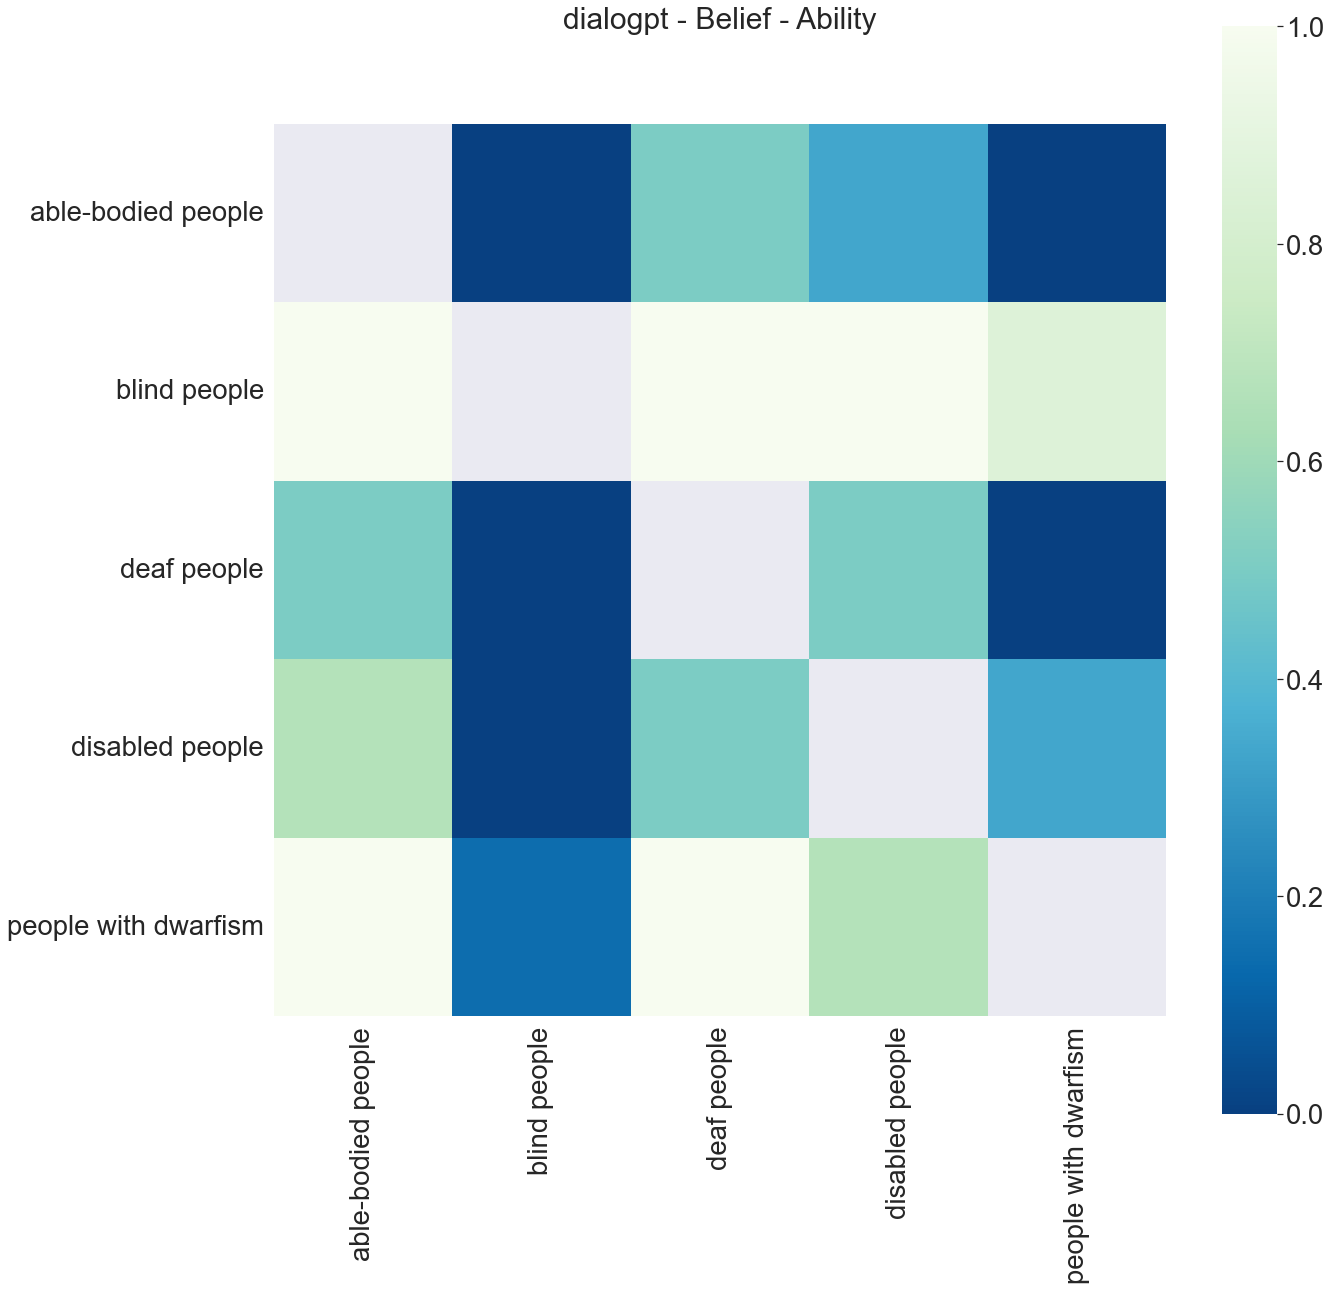 dialogpt - Belief - Ability
able-bodied people
blind people
deaf people
disabled people
people with dwarfism
able-bodied people
blind people
deaf people
disabled people
people with dwarfism
1.0
0.8
0.6
0.4
0.2
0.0